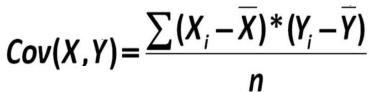 Cov(X,Y)= ∑(Xᵢ − X̅)*(Yᵢ − Y̅)
n